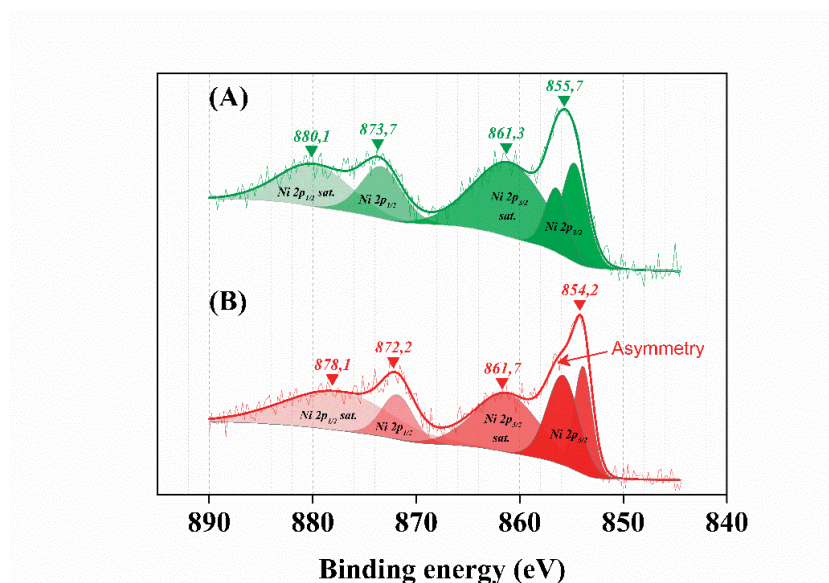 (A)
880,1
873,7
861,3
855,7
Ni 2p1/2 sat.
Ni 2p1/2
Ni 2p3/2
sat.
Ni 2p3/2
(B)
878,1
872,2
861,7
854,2
Asymmetry
Ni 2p1/2 sat.
Ni 2p1/2
Ni 2p3/2
sat.
Ni 2p3/2
890
880
870
860
850
840
Binding energy (eV)